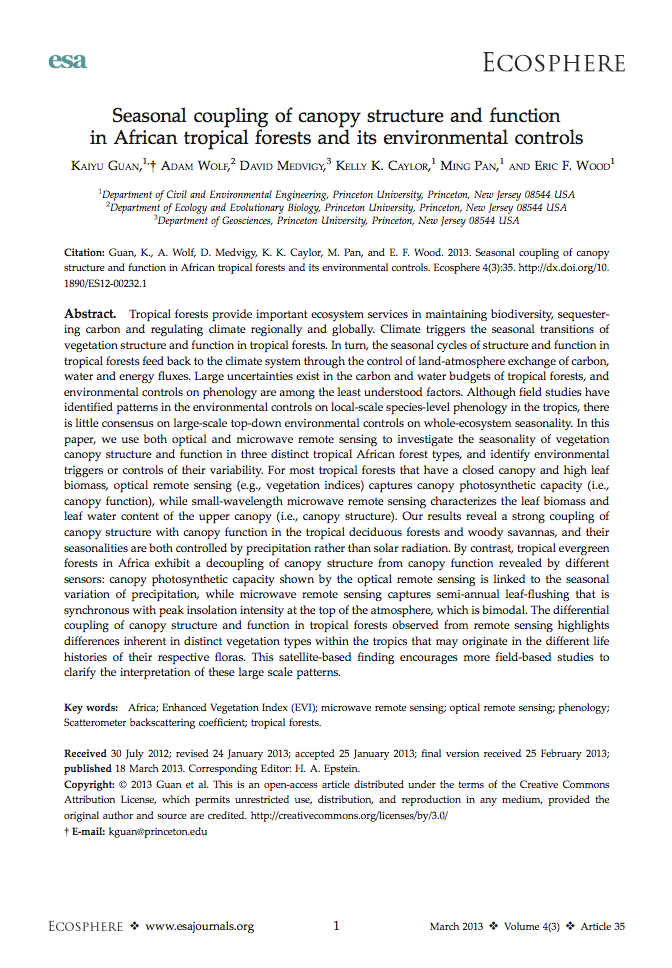 esa
ECOSPHERE
Seasonal coupling of canopy structure and function
in African tropical forests and its environmental controls
KAIYU GUAN,1,† ADAM WOLF,2 DAVID MEDVIGY,3 KELLY K. CAYLOR,1 MING PAN,1 AND ERIC F. WOOD1
1Department of Civil and Environmental Engineering, Princeton University, Princeton, New Jersey 08544 USA
2Department of Ecology and Evolutionary Biology, Princeton University, Princeton, New Jersey 08544 USA
3Department of Geosciences, Princeton University, Princeton, New Jersey 08544 USA
Citation: Guan, K., A. Wolf, D. Medvigy, K. K. Caylor, M. Pan, and E. F. Wood. 2013. Seasonal coupling of canopy
structure and function in African tropical forests and its environmental controls. Ecosphere 4(3):35. http://dx.doi.org/10.
1890/ES12-00232.1
Abstract. Tropical forests provide important ecosystem services in maintaining biodiversity, sequester-
ing carbon and regulating climate regionally and globally. Climate triggers the seasonal transitions of
vegetation structure and function in tropical forests. In turn, the seasonal cycles of structure and function in
tropical forests feed back to the climate system through the control of land-atmosphere exchange of carbon,
water and energy fluxes. Large uncertainties exist in the carbon and water budgets of tropical forests, and
environmental controls on phenology are among the least understood factors. Although field studies have
identified patterns in the environmental controls on local-scale species-level phenology in the tropics, there
is little consensus on large-scale top-down environmental controls on whole-ecosystem seasonality. In this
paper, we use both optical and microwave remote sensing to investigate the seasonality of vegetation
canopy structure and function in three distinct tropical African forest types, and identify environmental
triggers or controls of their variability. For most tropical forests that have a closed canopy and high leaf
biomass, optical remote sensing (e.g., vegetation indices) captures canopy photosynthetic capacity (i.e.,
canopy function), while small-wavelength microwave remote sensing characterizes the leaf biomass and
leaf water content of the upper canopy (i.e., canopy structure). Our results reveal a strong coupling of
canopy structure with canopy function in the tropical deciduous forests and woody savannas, and their
seasonalities are both controlled by precipitation rather than solar radiation. By contrast, tropical evergreen
forests in Africa exhibit a decoupling of canopy structure from canopy function revealed by different
sensors: canopy photosynthetic capacity shown by the optical remote sensing is linked to the seasonal
variation of precipitation, while microwave remote sensing captures semi-annual leaf-flushing that is
synchronous with peak insolation intensity at the top of the atmosphere, which is bimodal. The differential
coupling of canopy structure and function in tropical forests observed from remote sensing highlights
differences inherent in distinct vegetation types within the tropics that may originate in the different life
histories of their respective floras. This satellite-based finding encourages more field-based studies to
clarify the interpretation of these large scale patterns.
Key words: Africa; Enhanced Vegetation Index (EVI); microwave remote sensing; optical remote sensing; phenology;
Scatterometer backscattering coefficient; tropical forests.
Received 30 July 2012; revised 24 January 2013; accepted 25 January 2013; final version received 25 February 2013;
published 18 March 2013. Corresponding Editor: H. A. Epstein.
Copyright: © 2013 Guan et al. This is an open-access article distributed under the terms of the Creative Commons
Attribution License, which permits unrestricted use, distribution, and reproduction in any medium, provided the
original author and source are credited. http://creativecommons.org/licenses/by/3.0/
† E-mail: kguan@princeton.edu
ECOSPHERE ❖ www.esajournals.org 1 March 2013 ❖ Volume 4(3) ❖ Article 35